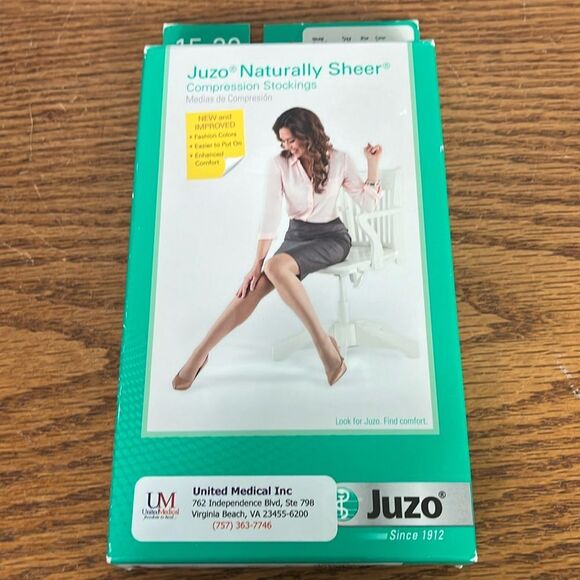 Juzo® Naturally Sheer®
Compression Stockings
Medias de Compresión
NEW and
IMPROVED
• Fashion Colors
• Easier to Put On
• Enhanced
Comfort
Look for Juzo. Find comfort.
UM
UnitedMedical
United Medical Inc
762 Independence Blvd, Ste 798
Virginia Beach, VA 23455-6200
(757) 363-7746
Juzo®
Since 1912